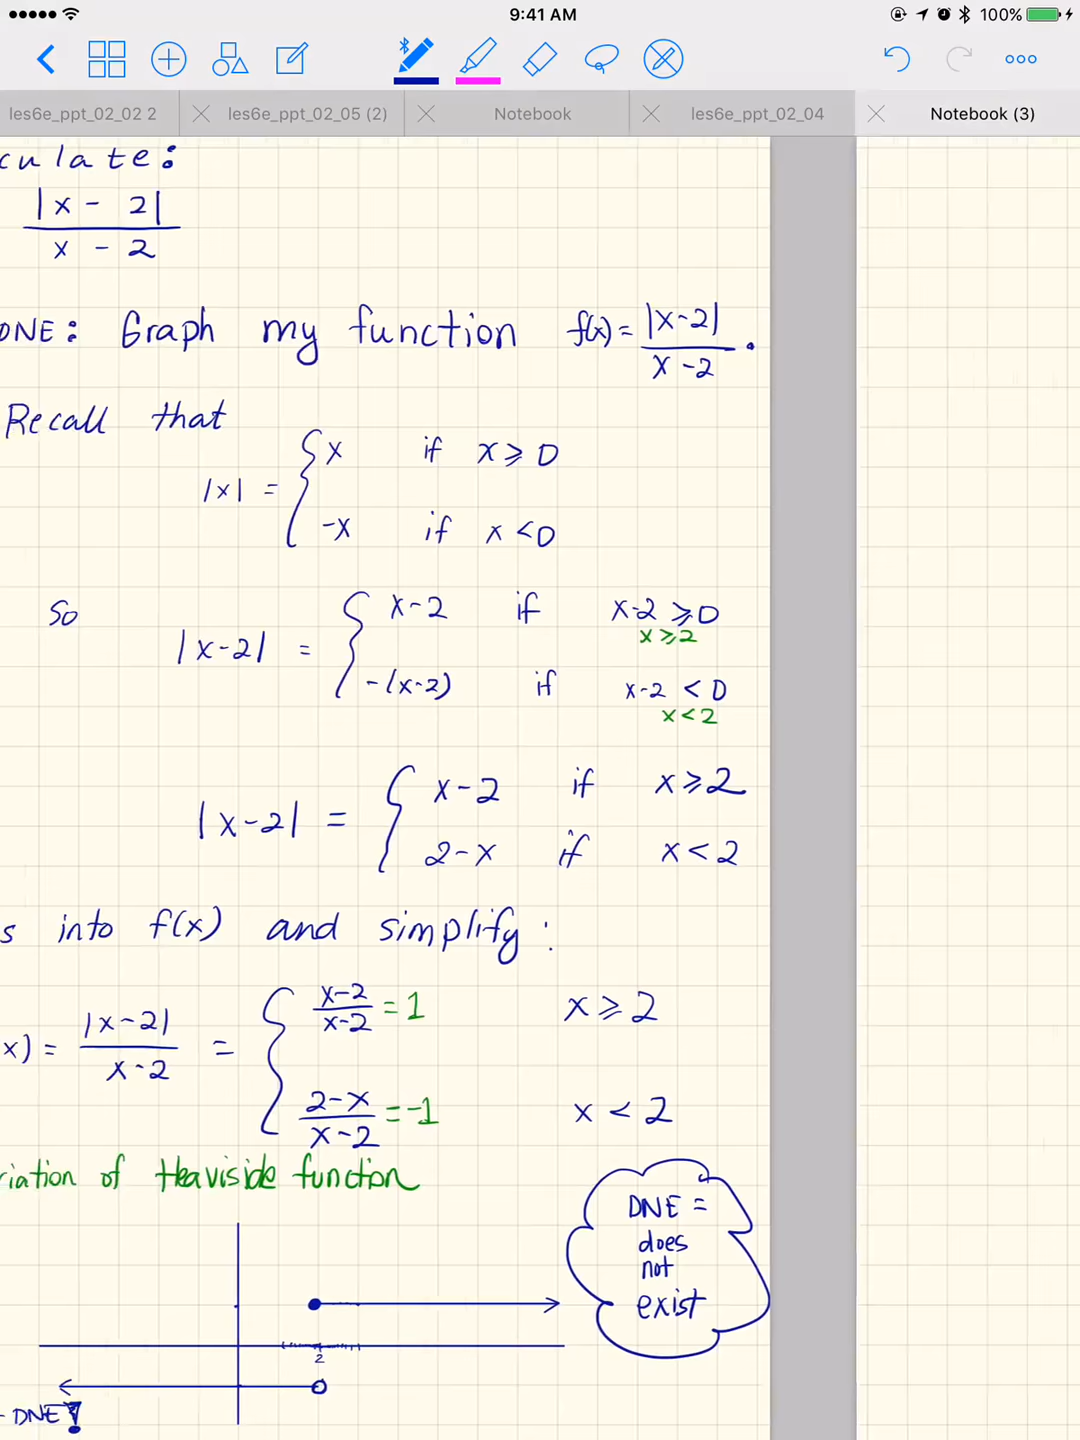 9:41 AM
100%
les6e_ppt_02_02 2
les6e_ppt_02_05 (2)
Notebook
les6e_ppt_02_04
Notebook (3)
culate:
|x - 2|
x - 2
DNE: Graph my function f(x) = |x-2|
x-2 .
Recall that
|x| = { x if x ≥ 0
-x if x < 0
So
|x-2| = { x-2 if x-2 ≥ 0
x ≥ 2
-(x-2) if x-2 < 0
x < 2
|x-2| = { x-2 if x ≥ 2
2-x if x < 2
s into f(x) and simplify:
x) = |x-2| / x-2 = { x-2 / x-2 = 1 x ≥ 2
2-x / x-2 = -1 x < 2
riation of Heaviside function
DNE =
does
not
exist
2
- DNE!